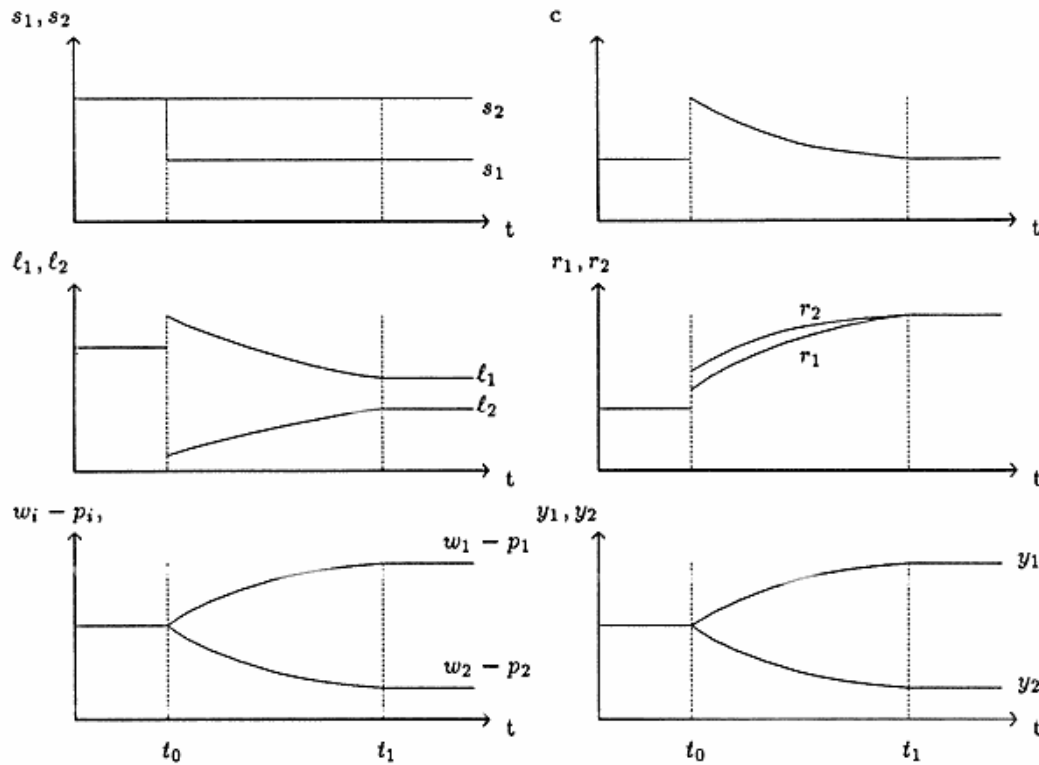 s₁, s₂
s₂
s₁
t
c
t
ℓ₁, ℓ₂
ℓ₁
ℓ₂
t
r₁, r₂
r₂
r₁
t
wᵢ − pᵢ,
w₁ − p₁
w₂ − p₂
t
t₀
t₁
y₁, y₂
y₁
y₂
t
t₀
t₁